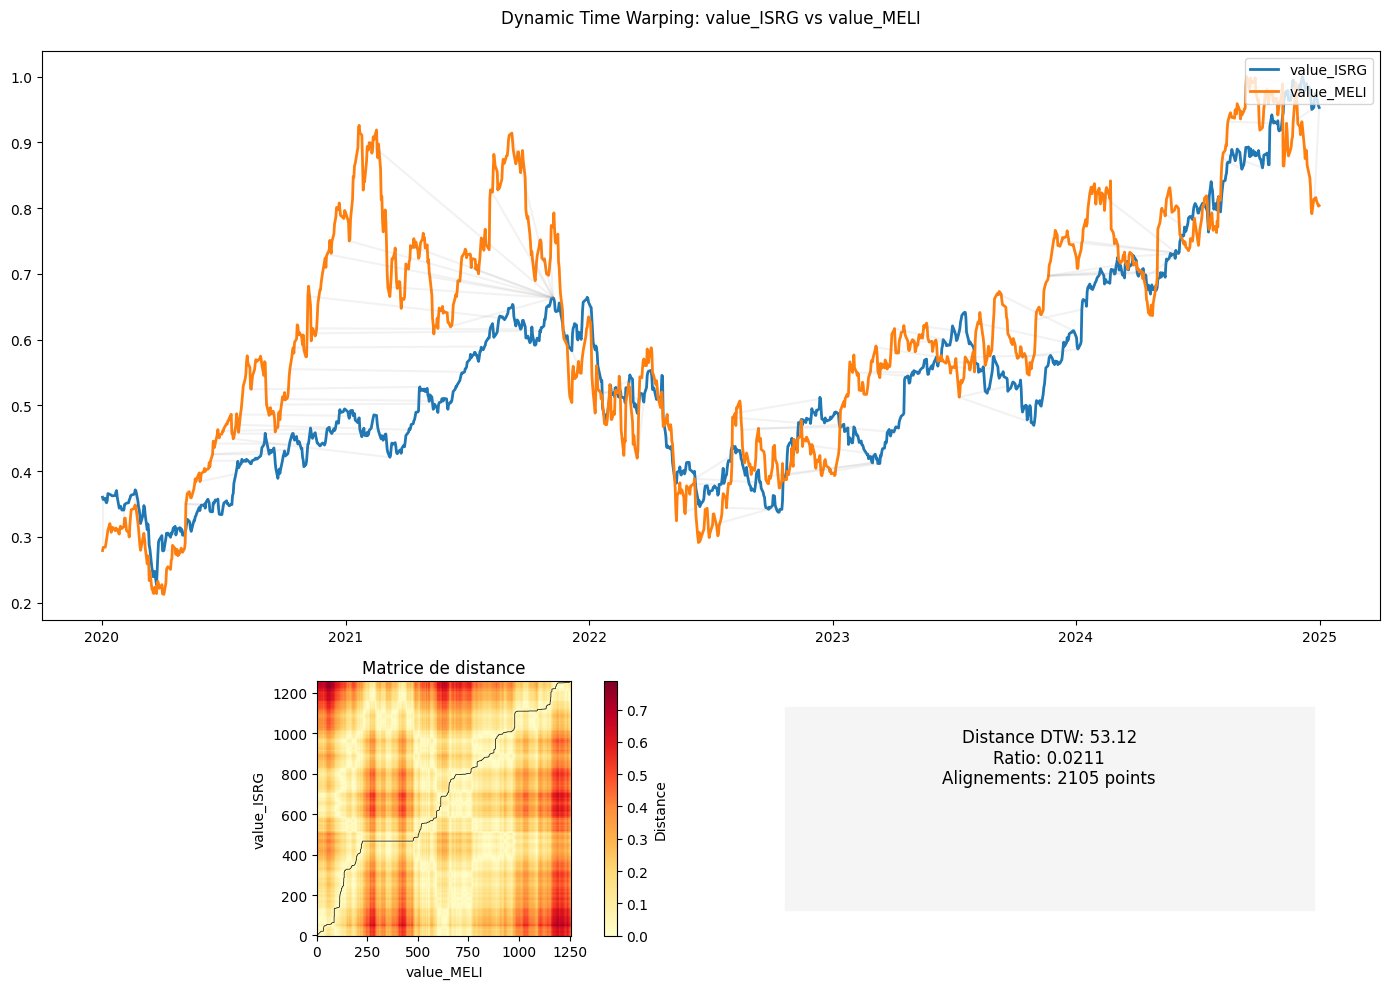 Dynamic Time Warping: value_ISRG vs value_MELI
value_ISRG
value_MELI
1.0
0.9
0.8
0.7
0.6
0.5
0.4
0.3
0.2
2020 2021 2022 2023 2024 2025
Matrice de distance
value_ISRG
1200
1000
800
600
400
200
0
0 250 500 750 1000 1250
value_MELI
0.7
0.6
0.5
0.4
0.3
0.2
0.1
0.0
Distance
Distance DTW: 53.12
Ratio: 0.0211
Alignements: 2105 points